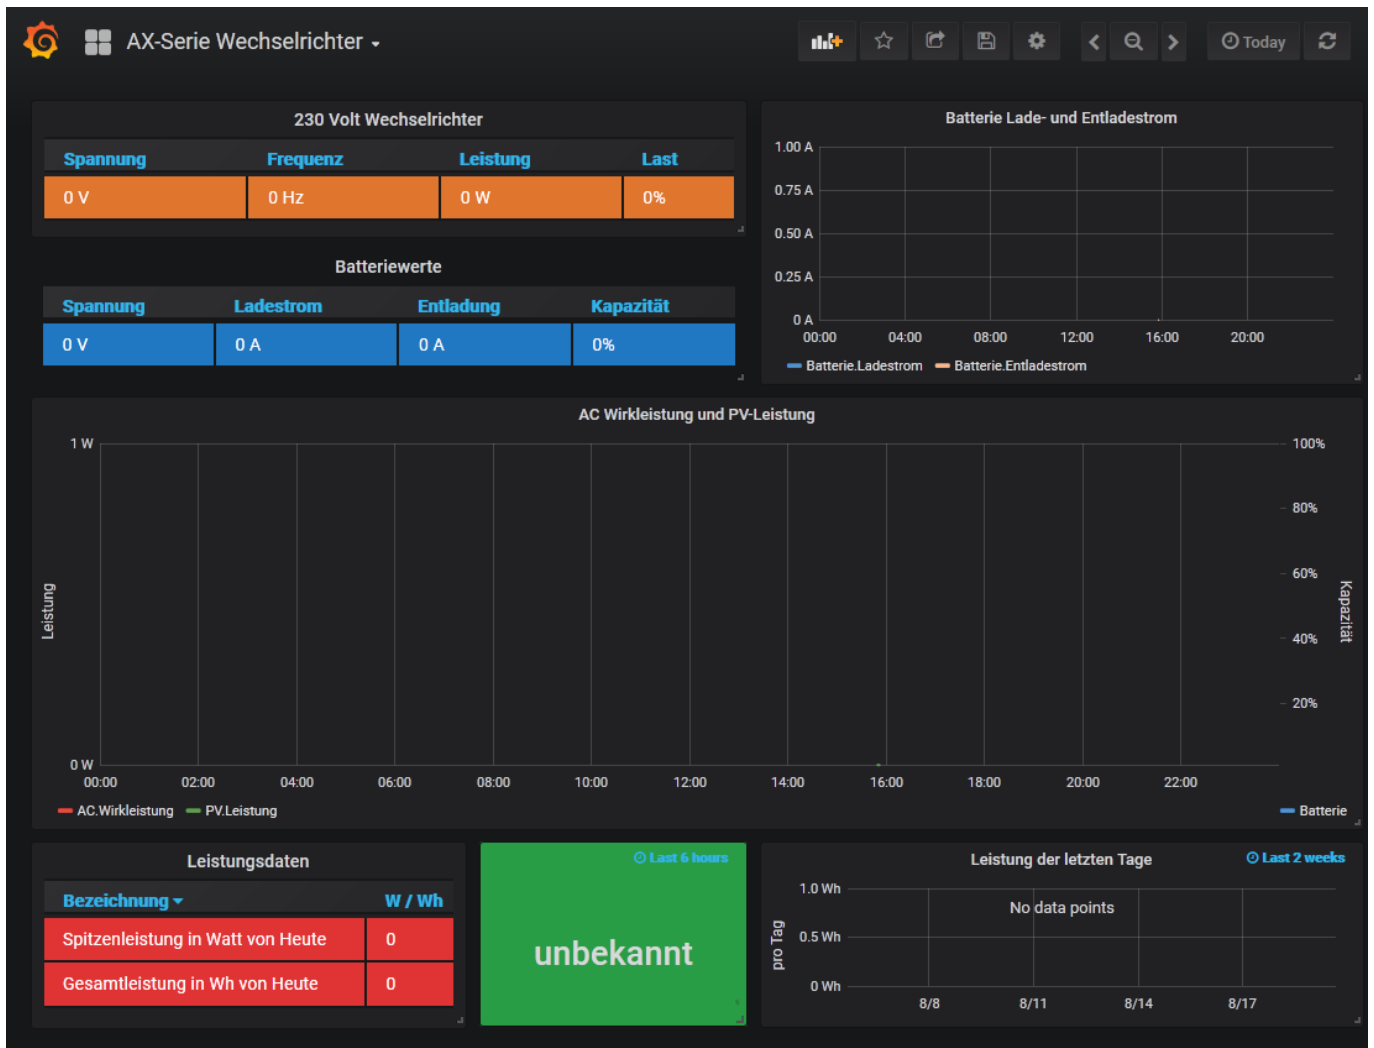 AX-Serie Wechselrichter
Today
230 Volt Wechselrichter
Spannung Frequenz Leistung Last
0 V 0 Hz 0 W 0%
Batteriewerte
Spannung Ladestrom Entladung Kapazität
0 V 0 A 0 A 0%
Batterie Lade- und Entladestrom
1.00 A
0.75 A
0.50 A
0.25 A
0 A
00:00 04:00 08:00 12:00 16:00 20:00
Batterie.Ladestrom Batterie.Entladestrom
AC Wirkleistung und PV-Leistung
1 W
0 W
Leistung
100%
80%
60%
40%
20%
Kapazität
00:00 02:00 04:00 06:00 08:00 10:00 12:00 14:00 16:00 18:00 20:00 22:00
AC.Wirkleistung PV.Leistung Batterie
Leistungsdaten
Bezeichnung W / Wh
Spitzenleistung in Watt von Heute 0
Gesamtleistung in Wh von Heute 0
Last 6 hours
unbekannt
Leistung der letzten Tage Last 2 weeks
1.0 Wh
No data points
0.5 Wh
0 Wh
pro Tag
8/8 8/11 8/14 8/17